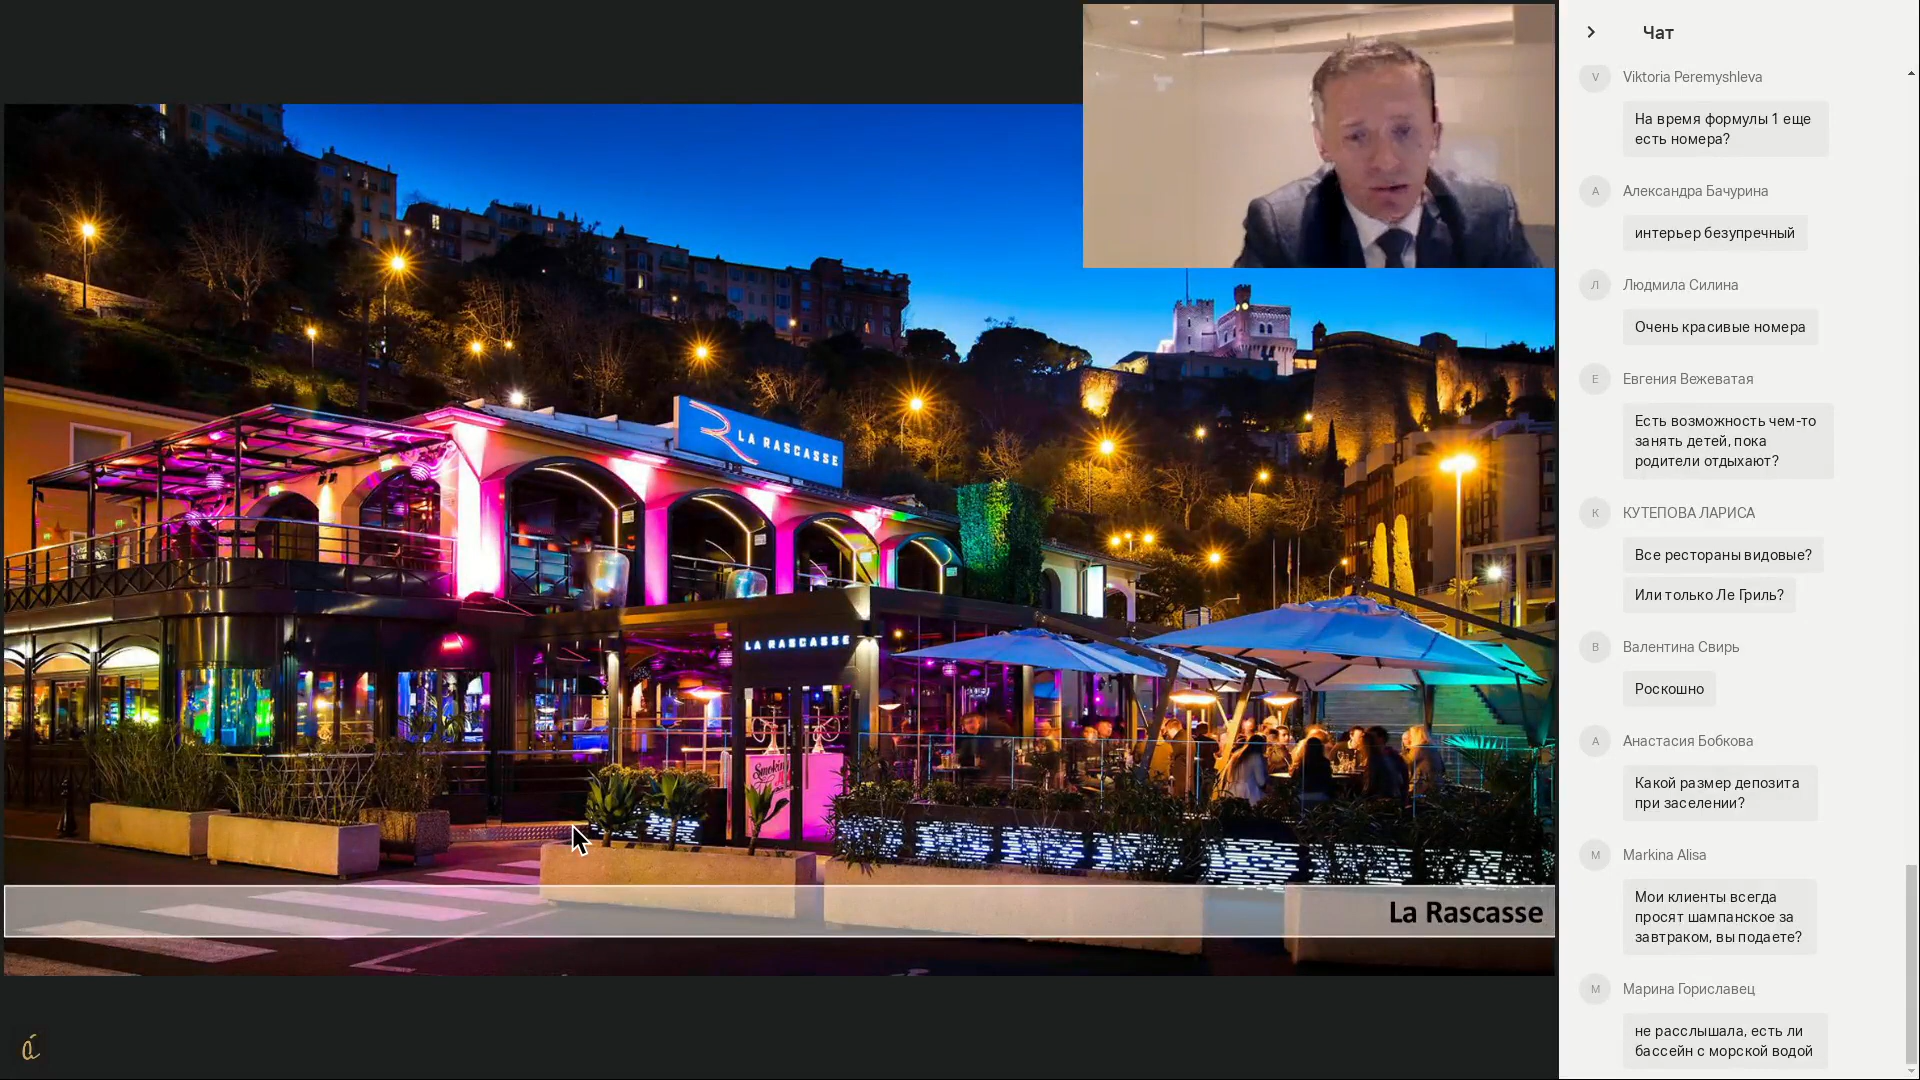 LA RASCASSE
LA RASCASSE
Smokin
La Rascasse
Чат
V Viktoria Peremyshleva
На время формулы 1 еще
есть номера?
А Александра Бачурина
интерьер безупречный
Л Людмила Силина
Очень красивые номера
Е Евгения Вежеватая
Есть возможность чем-то
занять детей, пока
родители отдыхают?
К КУТЕПОВА ЛАРИСА
Все рестораны видовые?
Или только Ле Гриль?
В Валентина Свирь
Роскошно
А Анастасия Бобкова
Какой размер депозита
при заселении?
M Markina Alisa
Мои клиенты всегда
просят шампанское за
завтраком, вы подаете?
М Марина Гориславец
не расслышала, есть ли
бассейн с морской водой
á